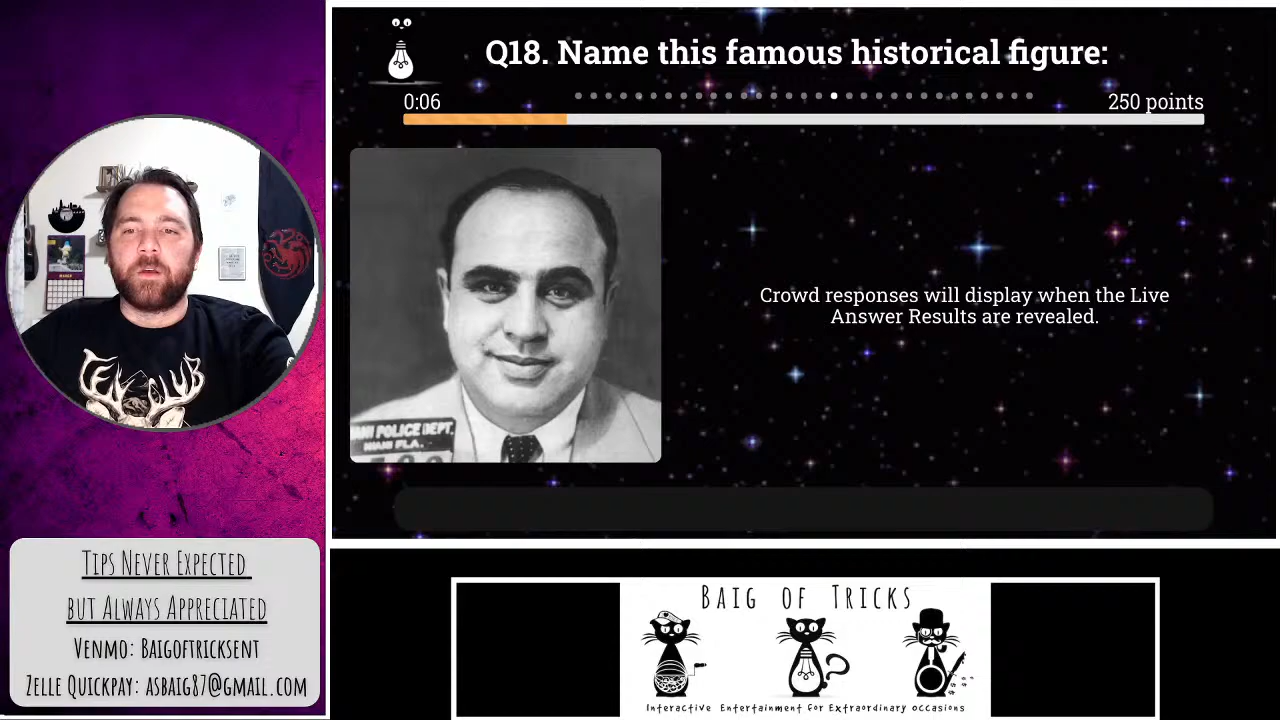 Q18. Name this famous historical figure:
0:06
250 points
MI POLICE DEPT.
MIAMI FLA.
Crowd responses will display when the Live
Answer Results are revealed.
Tips Never Expected
but Always Appreciated
Venmo: Baigoftricksent
Zelle Quickpay: asbaig87@gmail.com
Baig of Tricks
Interactive Entertainment for Extraordinary Occasions